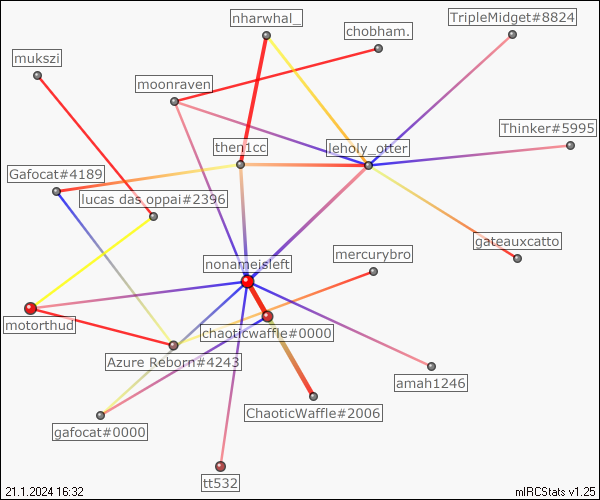 nharwhal_
TripleMidget#8824
chobham.
mukszi
moonraven
Thinker#5995
then1cc
leholy_otter
Gafocat#4189
lucas das oppai#2396
gateauxcatto
mercurybro
nonameisleft
motorthud
chaoticwaffle#0000
Azure Reborn#4243
amah1246
ChaoticWaffle#2006
gafocat#0000
tt532
21.1.2024 16:32
mIRCStats v1.25